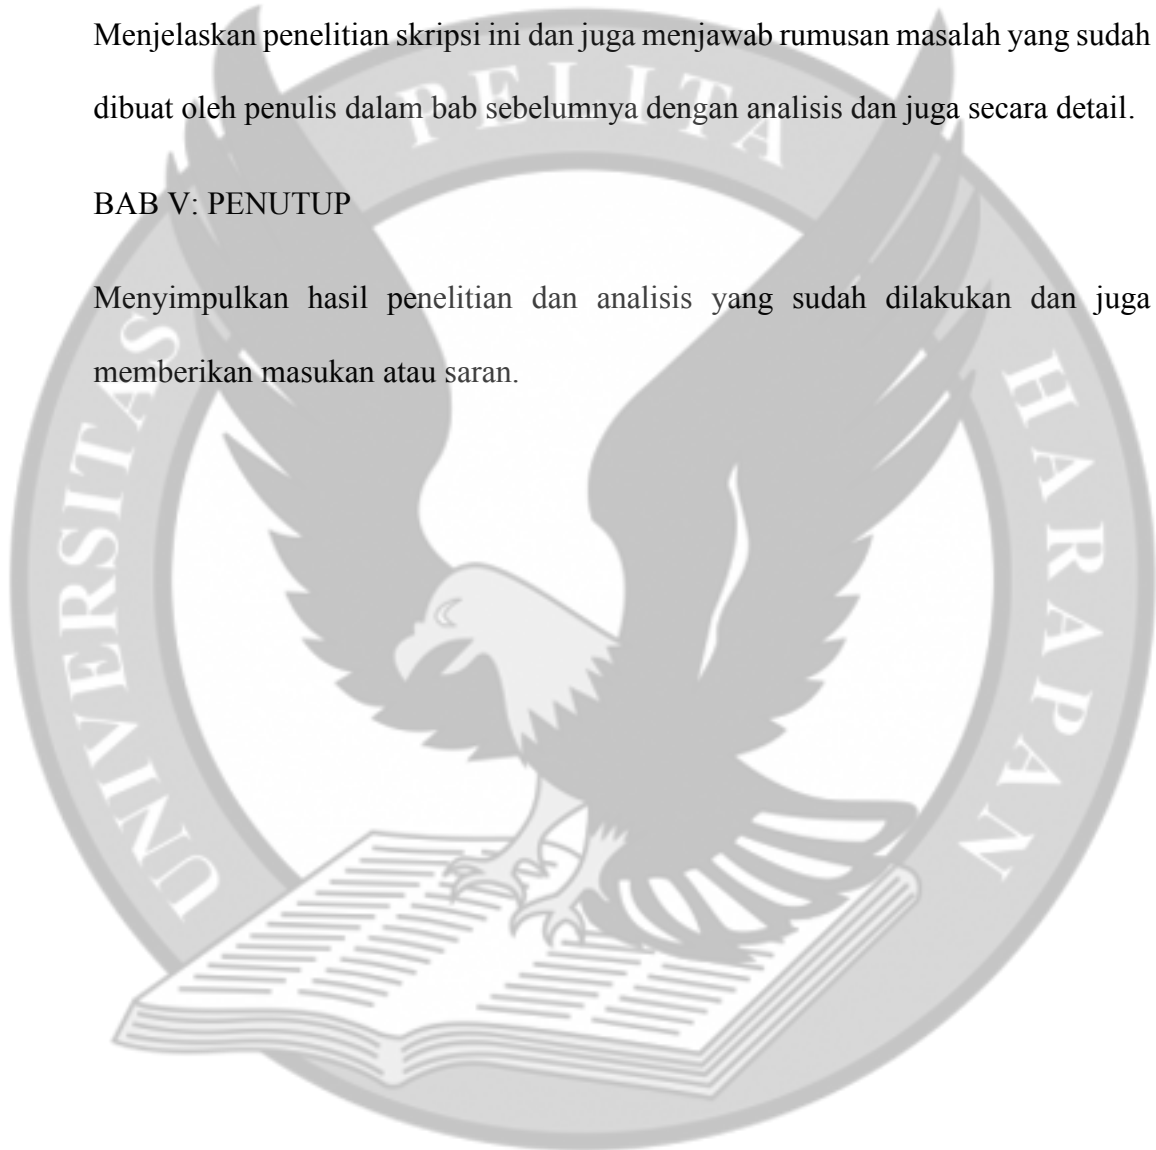 Menjelaskan penelitian skripsi ini dan juga menjawab rumusan masalah yang sudah
dibuat oleh penulis dalam bab sebelumnya dengan analisis dan juga secara detail.
BAB V: PENUTUP
Menyimpulkan hasil penelitian dan analisis yang sudah dilakukan dan juga
memberikan masukan atau saran.
UNIVERSITAS PELITA HARAPAN